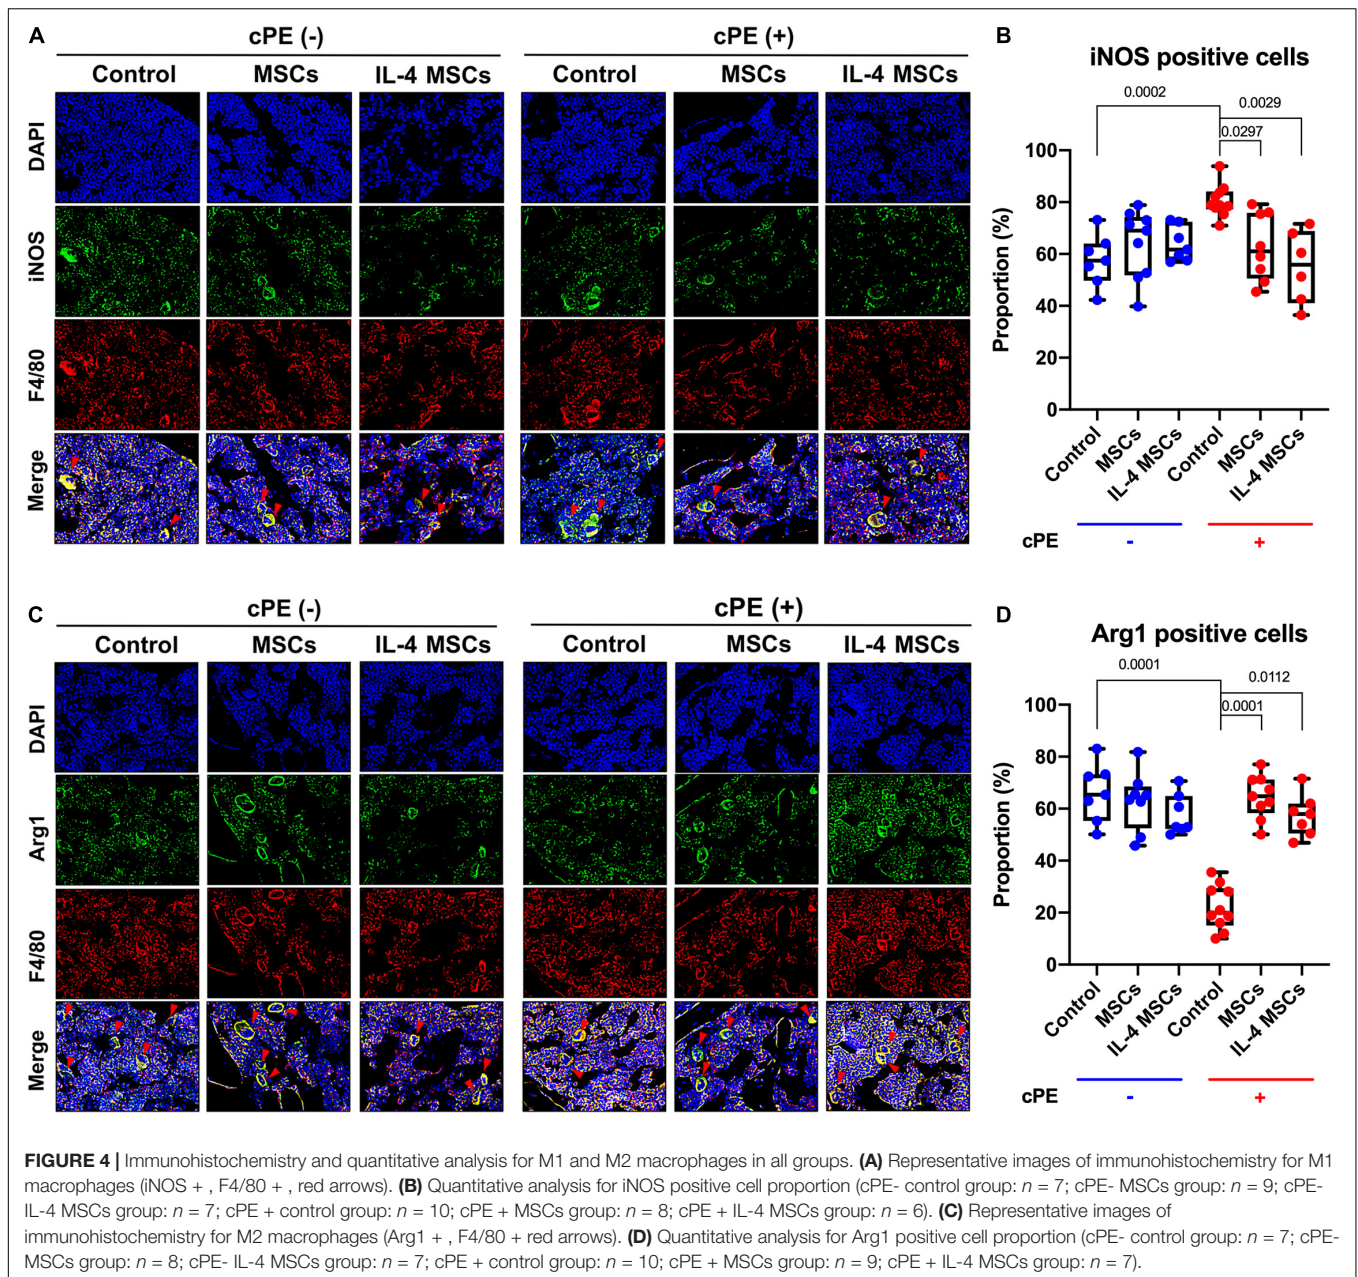 A
cPE (-)
cPE (+)
Control
MSCs
IL-4 MSCs
Control
MSCs
IL-4 MSCs
DAPI
iNOS
F4/80
Merge
B
iNOS positive cells
0.0002
0.0029
0.0297
Proportion (%)
100
80
60
40
20
0
Control
MSCs
IL-4 MSCs
Control
MSCs
IL-4 MSCs
cPE
-
+
C
cPE (-)
cPE (+)
Control
MSCs
IL-4 MSCs
Control
MSCs
IL-4 MSCs
DAPI
Arg1
F4/80
Merge
D
Arg1 positive cells
0.0001
0.0112
0.0001
Proportion (%)
100
80
60
40
20
0
Control
MSCs
IL-4 MSCs
Control
MSCs
IL-4 MSCs
cPE
-
+
FIGURE 4 | Immunohistochemistry and quantitative analysis for M1 and M2 macrophages in all groups. (A) Representative images of immunohistochemistry for M1
macrophages (iNOS + , F4/80 + , red arrows). (B) Quantitative analysis for iNOS positive cell proportion (cPE- control group: n = 7; cPE- MSCs group: n = 9; cPE-
IL-4 MSCs group: n = 7; cPE + control group: n = 10; cPE + MSCs group: n = 8; cPE + IL-4 MSCs group: n = 6). (C) Representative images of
immunohistochemistry for M2 macrophages (Arg1 + , F4/80 + red arrows). (D) Quantitative analysis for Arg1 positive cell proportion (cPE- control group: n = 7; cPE-
MSCs group: n = 8; cPE- IL-4 MSCs group: n = 7; cPE + control group: n = 10; cPE + MSCs group: n = 9; cPE + IL-4 MSCs group: n = 7).